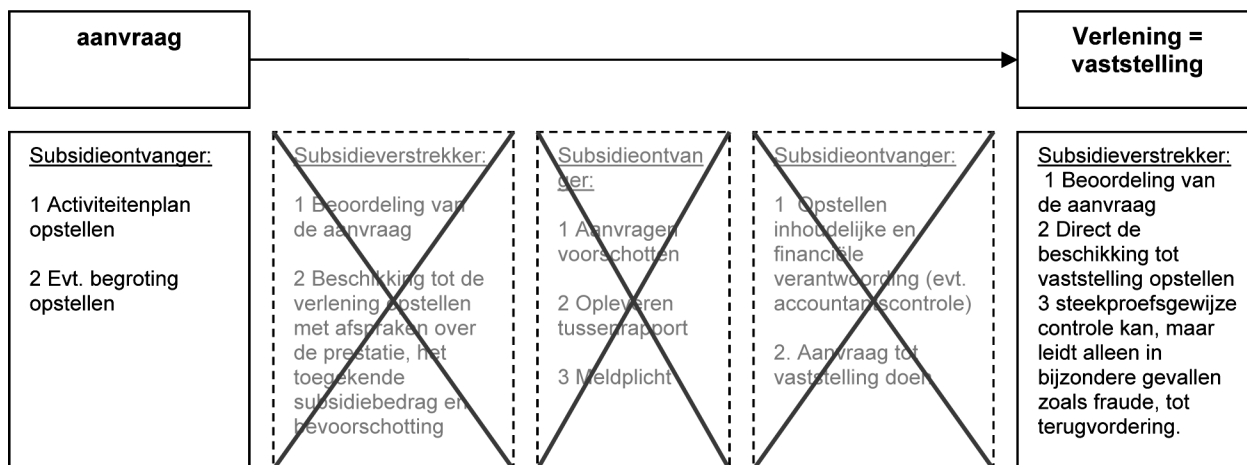 aanvraag
Verlening =
vaststelling
Subsidieontvanger:
1 Activiteitenplan
opstellen
2 Evt. begroting
opstellen
Subsidieverstrekker:
1 Beoordeling van
de aanvraag
2 Beschikking tot de
verlening opstellen
met afspraken over
de prestatie, het
toegekende
subsidiebedrag en
bevoorschotting
Subsidieontvan
ger:
1 Aanvragen
voorschotten
2 Opleveren
tussenrapport
3 Meldplicht
Subsidieontvanger:
1 Opstellen
inhoudelijke en
financiële
verantwoording (evt.
accountantscontrole)
2. Aanvraag tot
vaststelling doen
Subsidieverstrekker:
1 Beoordeling van
de aanvraag
2 Direct de
beschikking tot
vaststelling opstellen
3 steekproefsgewijze
controle kan, maar
leidt alleen in
bijzondere gevallen
zoals fraude, tot
terugvordering.